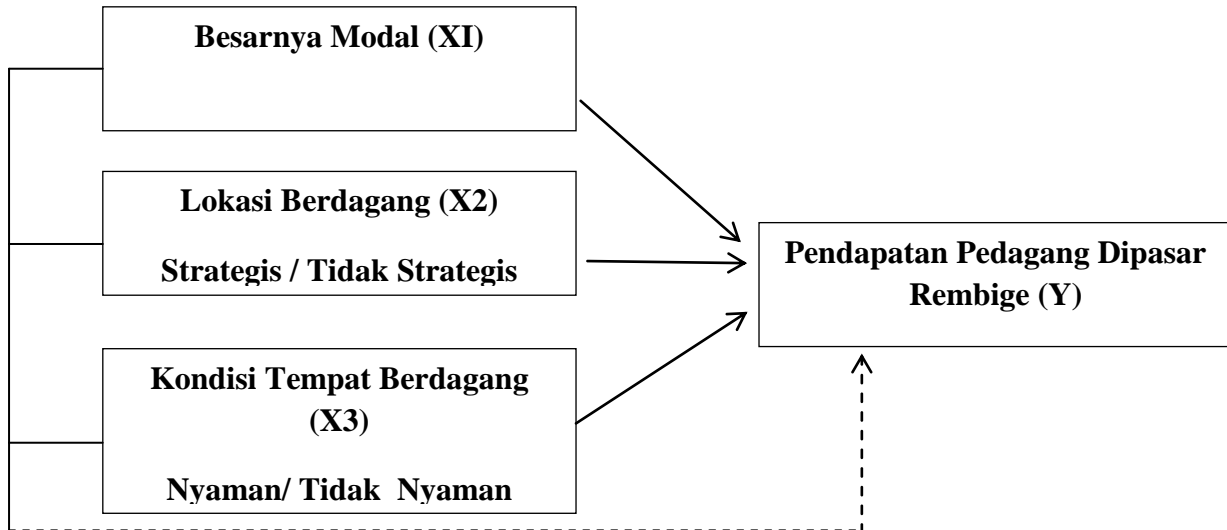 Besarnya Modal (XI)
Lokasi Berdagang (X2)
Strategis / Tidak Strategis
Kondisi Tempat Berdagang
(X3)
Nyaman/ Tidak Nyaman
Pendapatan Pedagang Dipasar
Rembige (Y)